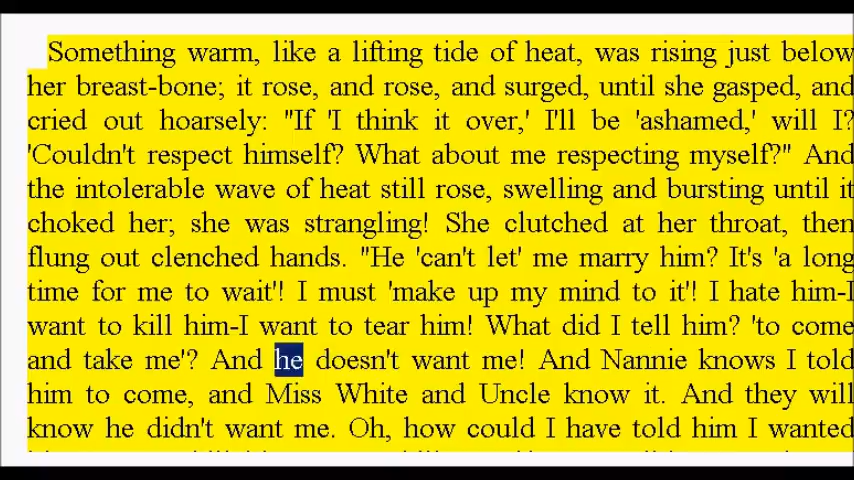 Something warm, like a lifting tide of heat, was rising just below
her breast-bone; it rose, and rose, and surged, until she gasped, and
cried out hoarsely: "If 'I think it over,' I'll be 'ashamed,' will I?
'Couldn't respect himself? What about me respecting myself?" And
the intolerable wave of heat still rose, swelling and bursting until it
choked her; she was strangling! She clutched at her throat, then
flung out clenched hands. "He 'can't let' me marry him? It's 'a long
time for me to wait'! I must 'make up my mind to it'! I hate him-I
want to kill him-I want to tear him! What did I tell him? 'to come
and take me'? And he doesn't want me! And Nannie knows I told
him to come, and Miss White and Uncle know it. And they will
know he didn't want me. Oh, how could I have told him I wanted